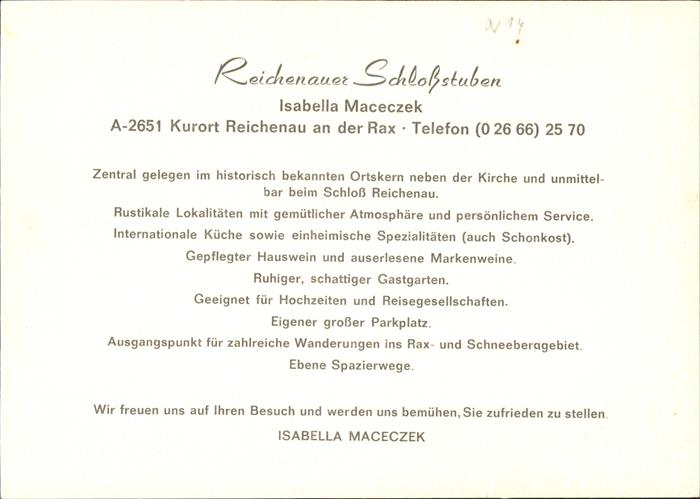 Reichenauer Schloßstuben
Isabella Maceczek
A-2651 Kurort Reichenau an der Rax · Telefon (0 26 66) 25 70
Zentral gelegen im historisch bekannten Ortskern neben der Kirche und unmittel-
bar beim Schloß Reichenau.
Rustikale Lokalitäten mit gemütlicher Atmosphäre und persönlichem Service.
Internationale Küche sowie einheimische Spezialitäten (auch Schonkost).
Gepflegter Hauswein und auserlesene Markenweine.
Ruhiger, schattiger Gastgarten.
Geeignet für Hochzeiten und Reisegesellschaften.
Eigener großer Parkplatz.
Ausgangspunkt für zahlreiche Wanderungen ins Rax- und Schneeberggebiet.
Ebene Spazierwege.
Wir freuen uns auf Ihren Besuch und werden uns bemühen, Sie zufrieden zu stellen.
ISABELLA MACECZEK